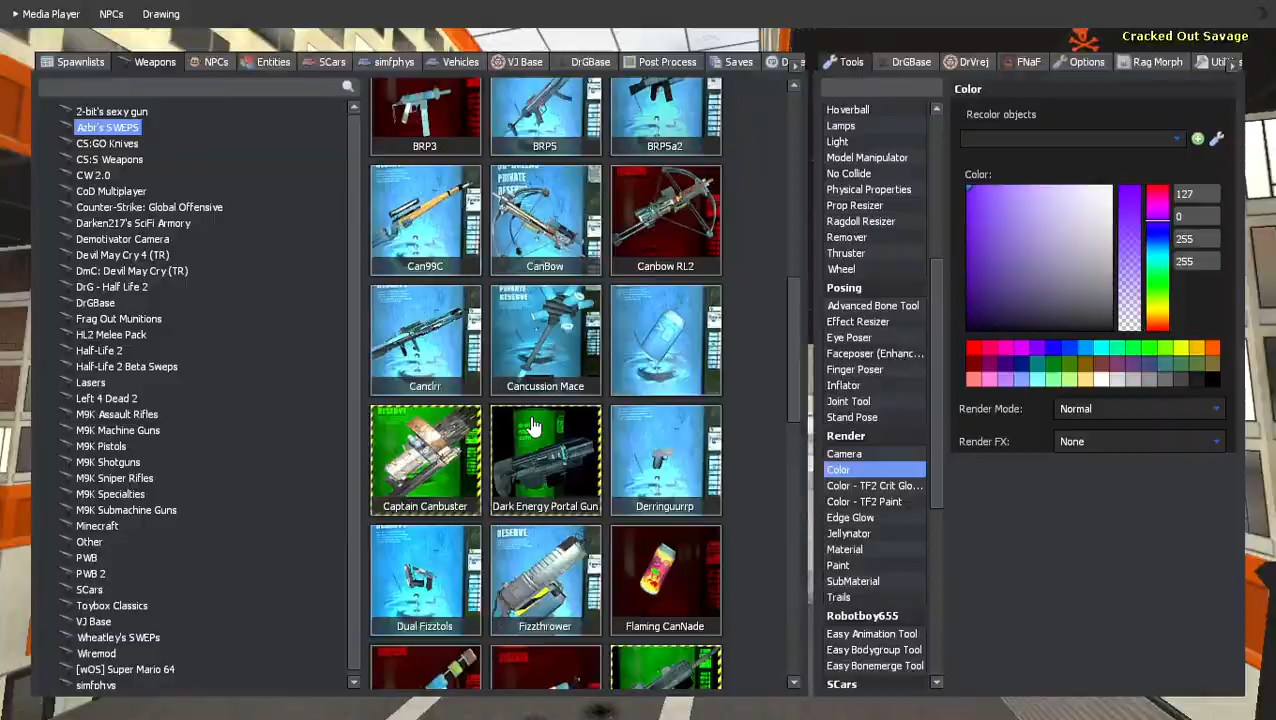 Media Player NPCs Drawing
Cracked Out Savage
Spawnlists Weapons NPCs Entities SCars simfphys Vehicles VJ Base DrGBase Post Process Saves
Tools DrGBase DrVrej FNaF Options Rag Morph
2-bit's sexy gun
Azbr's SWEPS
CS:GO Knives
CS:S Weapons
CW 2.0
CoD Multiplayer
Counter-Strike: Global Offensive
Darken217's SciFi Armory
Demotivator Camera
Devil May Cry 4 (TR)
DmC: Devil May Cry (TR)
DrG - Half Life 2
DrGBase
Frag Out Munitions
HL2 Melee Pack
Half-Life 2
Half-Life 2 Beta Sweps
Lasers
Left 4 Dead 2
M9K Assault Rifles
M9K Machine Guns
M9K Pistols
M9K Shotguns
M9K Sniper Rifles
M9K Specialties
M9K Submachine Guns
Minecraft
Other
PWB
PWB 2
SCars
Toybox Classics
VJ Base
Wheatley's SWEPs
Wiremod
[wOS] Super Mario 64
simfphys
BRP3 BRP5 BRP5a2
Can99C CanBow Canbow RL2
Canclrr Cancussion Mace
Captain Canbuster Dark Energy Portal Gun Derringuurrp
Dual Fizztols Fizzthrower Flaming CanNade
Hoverball
Lamps
Light
Model Manipulator
No Collide
Physical Properties
Prop Resizer
Ragdoll Resizer
Remover
Thruster
Wheel
Posing
Advanced Bone Tool
Effect Resizer
Eye Poser
Faceposer (Enhanc...
Finger Poser
Inflator
Joint Tool
Stand Pose
Render
Camera
Color
Color - TF2 Crit Glo...
Color - TF2 Paint
Edge Glow
Jellynator
Material
Paint
SubMaterial
Trails
Robotboy655
Easy Animation Tool
Easy Bodygroup Tool
Easy Bonemerge Tool
SCars
Color
Recolor objects
Color:
127
0
255
255
Render Mode: Normal
Render FX: None